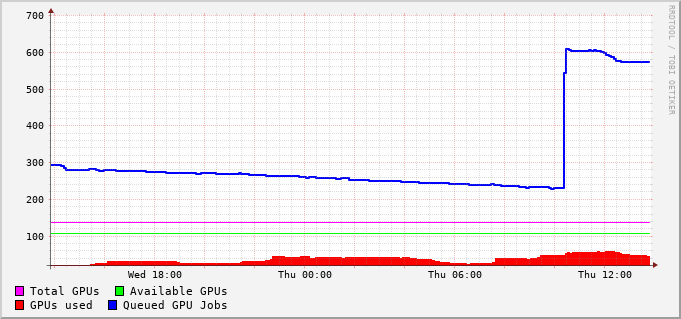 700
600
500
400
300
200
100
Wed 18:00 Thu 00:00 Thu 06:00 Thu 12:00
Total GPUs Available GPUs
GPUs used Queued GPU Jobs
RRDTOOL / TOBI OETIKER